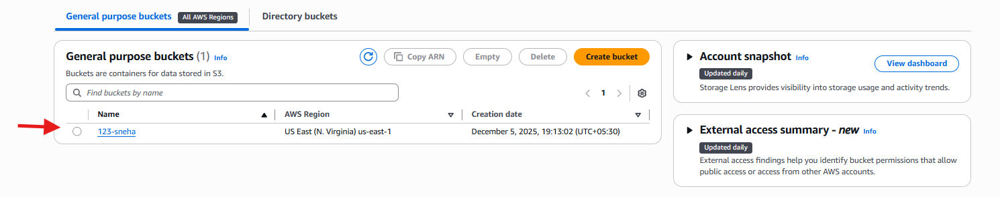 General purpose buckets All AWS Regions Directory buckets
General purpose buckets (1) Info Copy ARN Empty Delete Create bucket
Buckets are containers for data stored in S3.
Find buckets by name 1
Name AWS Region Creation date
123-sneha US East (N. Virginia) us-east-1 December 5, 2025, 19:13:02 (UTC+05:30)
Account snapshot Info View dashboard
Updated daily
Storage Lens provides visibility into storage usage and activity trends.
External access summary - new Info
Updated daily
External access findings help you identify bucket permissions that allow
public access or access from other AWS accounts.